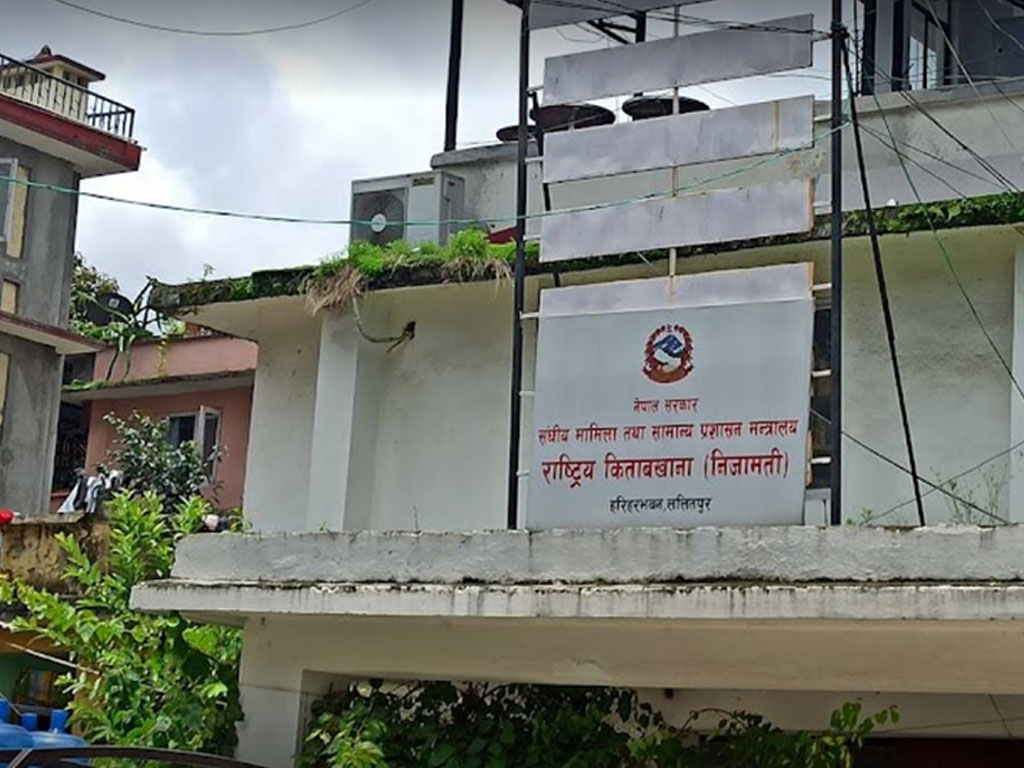 नेपाल सरकार
संघीय मामिला तथा सामान्य प्रशासन मन्त्रालय
राष्ट्रिय किताबखाना (निजामती)
हरिहरभवन,ललितपुर